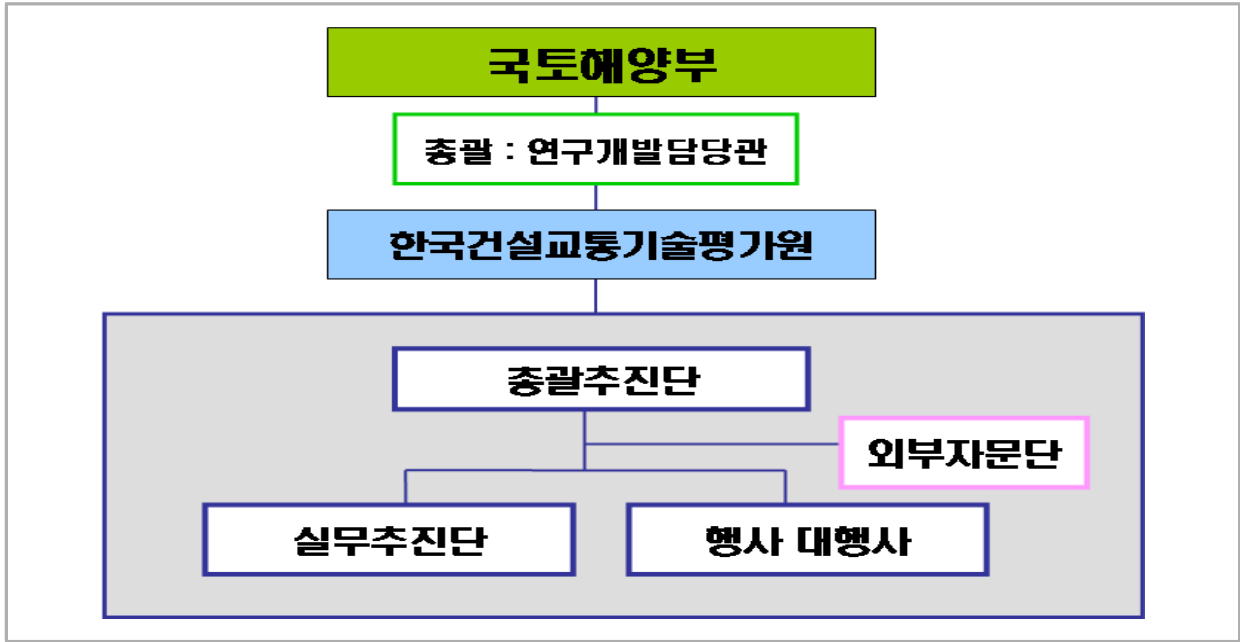 국토해양부
총괄 : 연구개발담당관
한국건설교통기술평가원
총괄추진단
외부자문단
실무추진단
행사 대행사